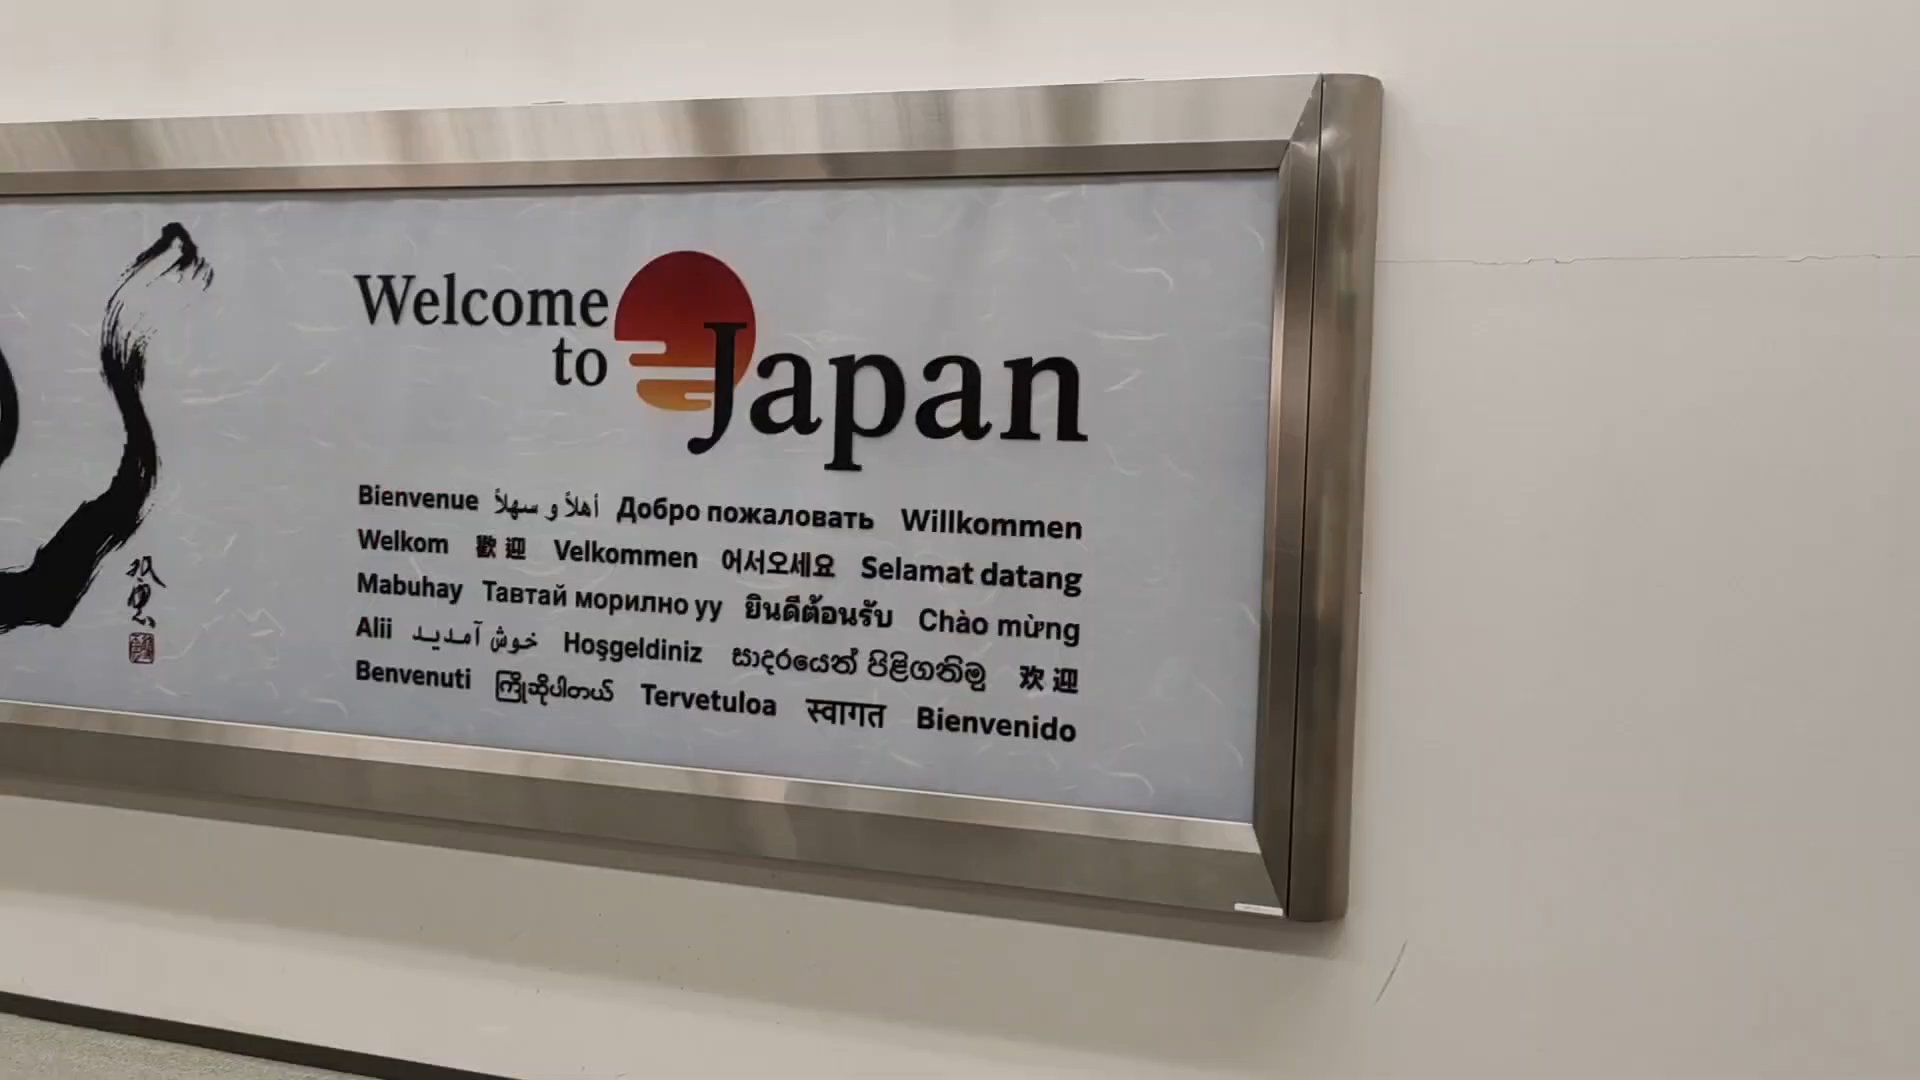 Welcome
to Japan
Bienvenue أهلاً و سهلاً Добро пожаловать Willkommen
Welkom 歡迎 Velkommen 어서오세요 Selamat datang
Mabuhay Тавтай морилно уу ยินดีต้อนรับ Chào mừng
Alii خوش آمدید Hoşgeldiniz සාදරයෙන් පිළිගනිමු 欢迎
Benvenuti ကြိုဆိုပါတယ် Tervetuloa स्वागत Bienvenido